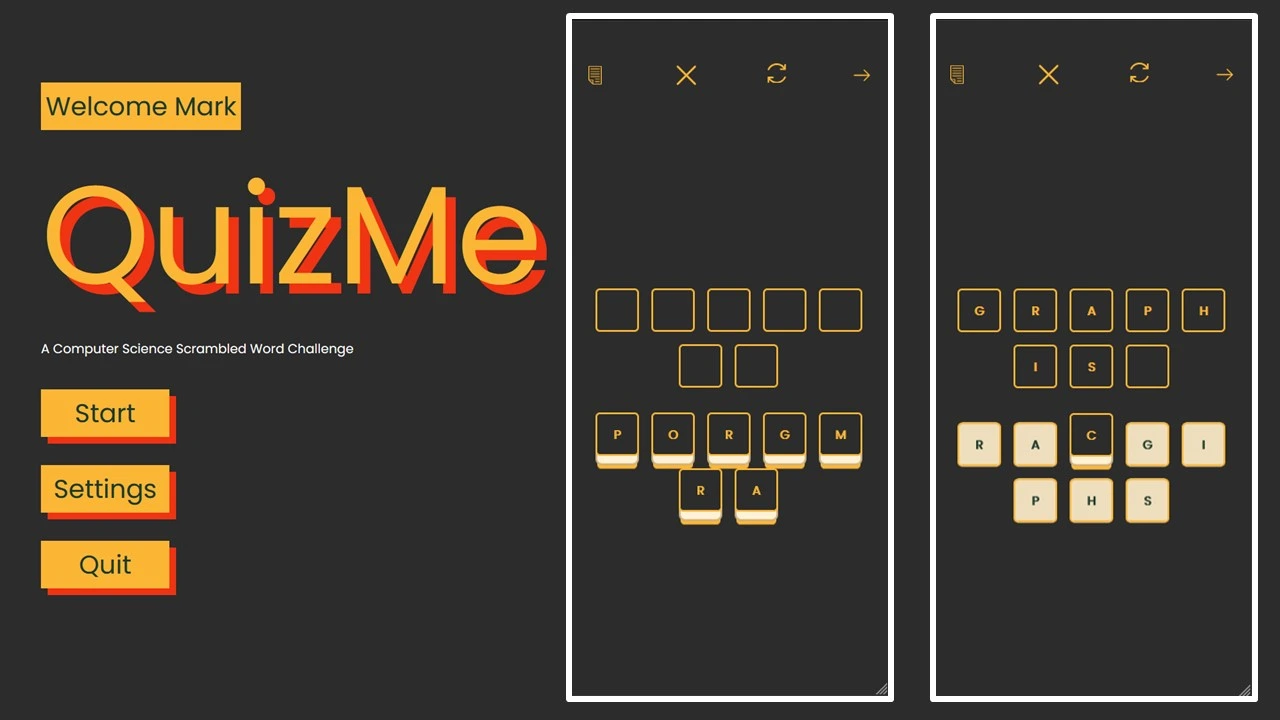 Welcome Mark
QuizMe
A Computer Science Scrambled Word Challenge
Start
Settings
Quit
P O R G M
R A
G R A P H
I S
R A C G I
P H S